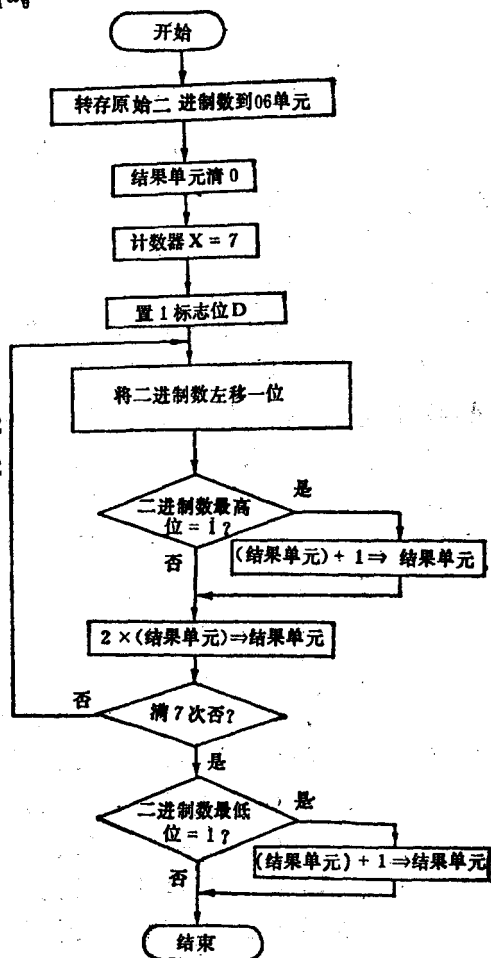 开始
转存原始二进制数到06单元
结果单元清0
计数器X=7
置1标志位D
将二进制数左移一位
二进制数最高
位=1?
是
否
(结果单元)+1⇒结果单元
2×(结果单元)⇒结果单元
否
满7次否?
是
二进制数最低
位=1?
是
否
(结果单元)+1⇒结果单元
结束